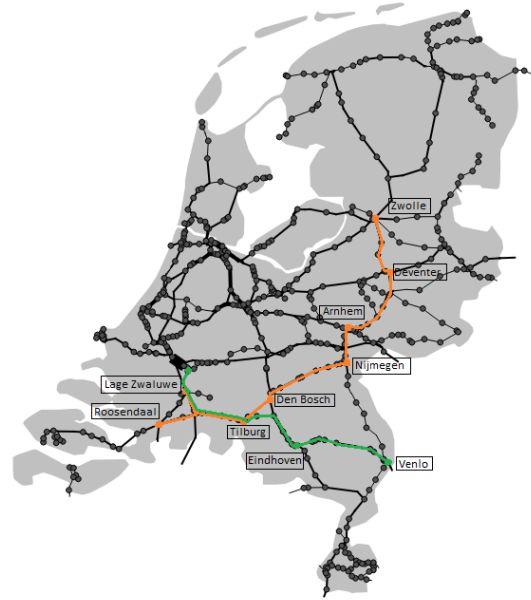 Zwolle
Deventer
Arnhem
Nijmegen
Lage Zwaluwe
Den Bosch
Roosendaal
Tilburg
Eindhoven
Venlo